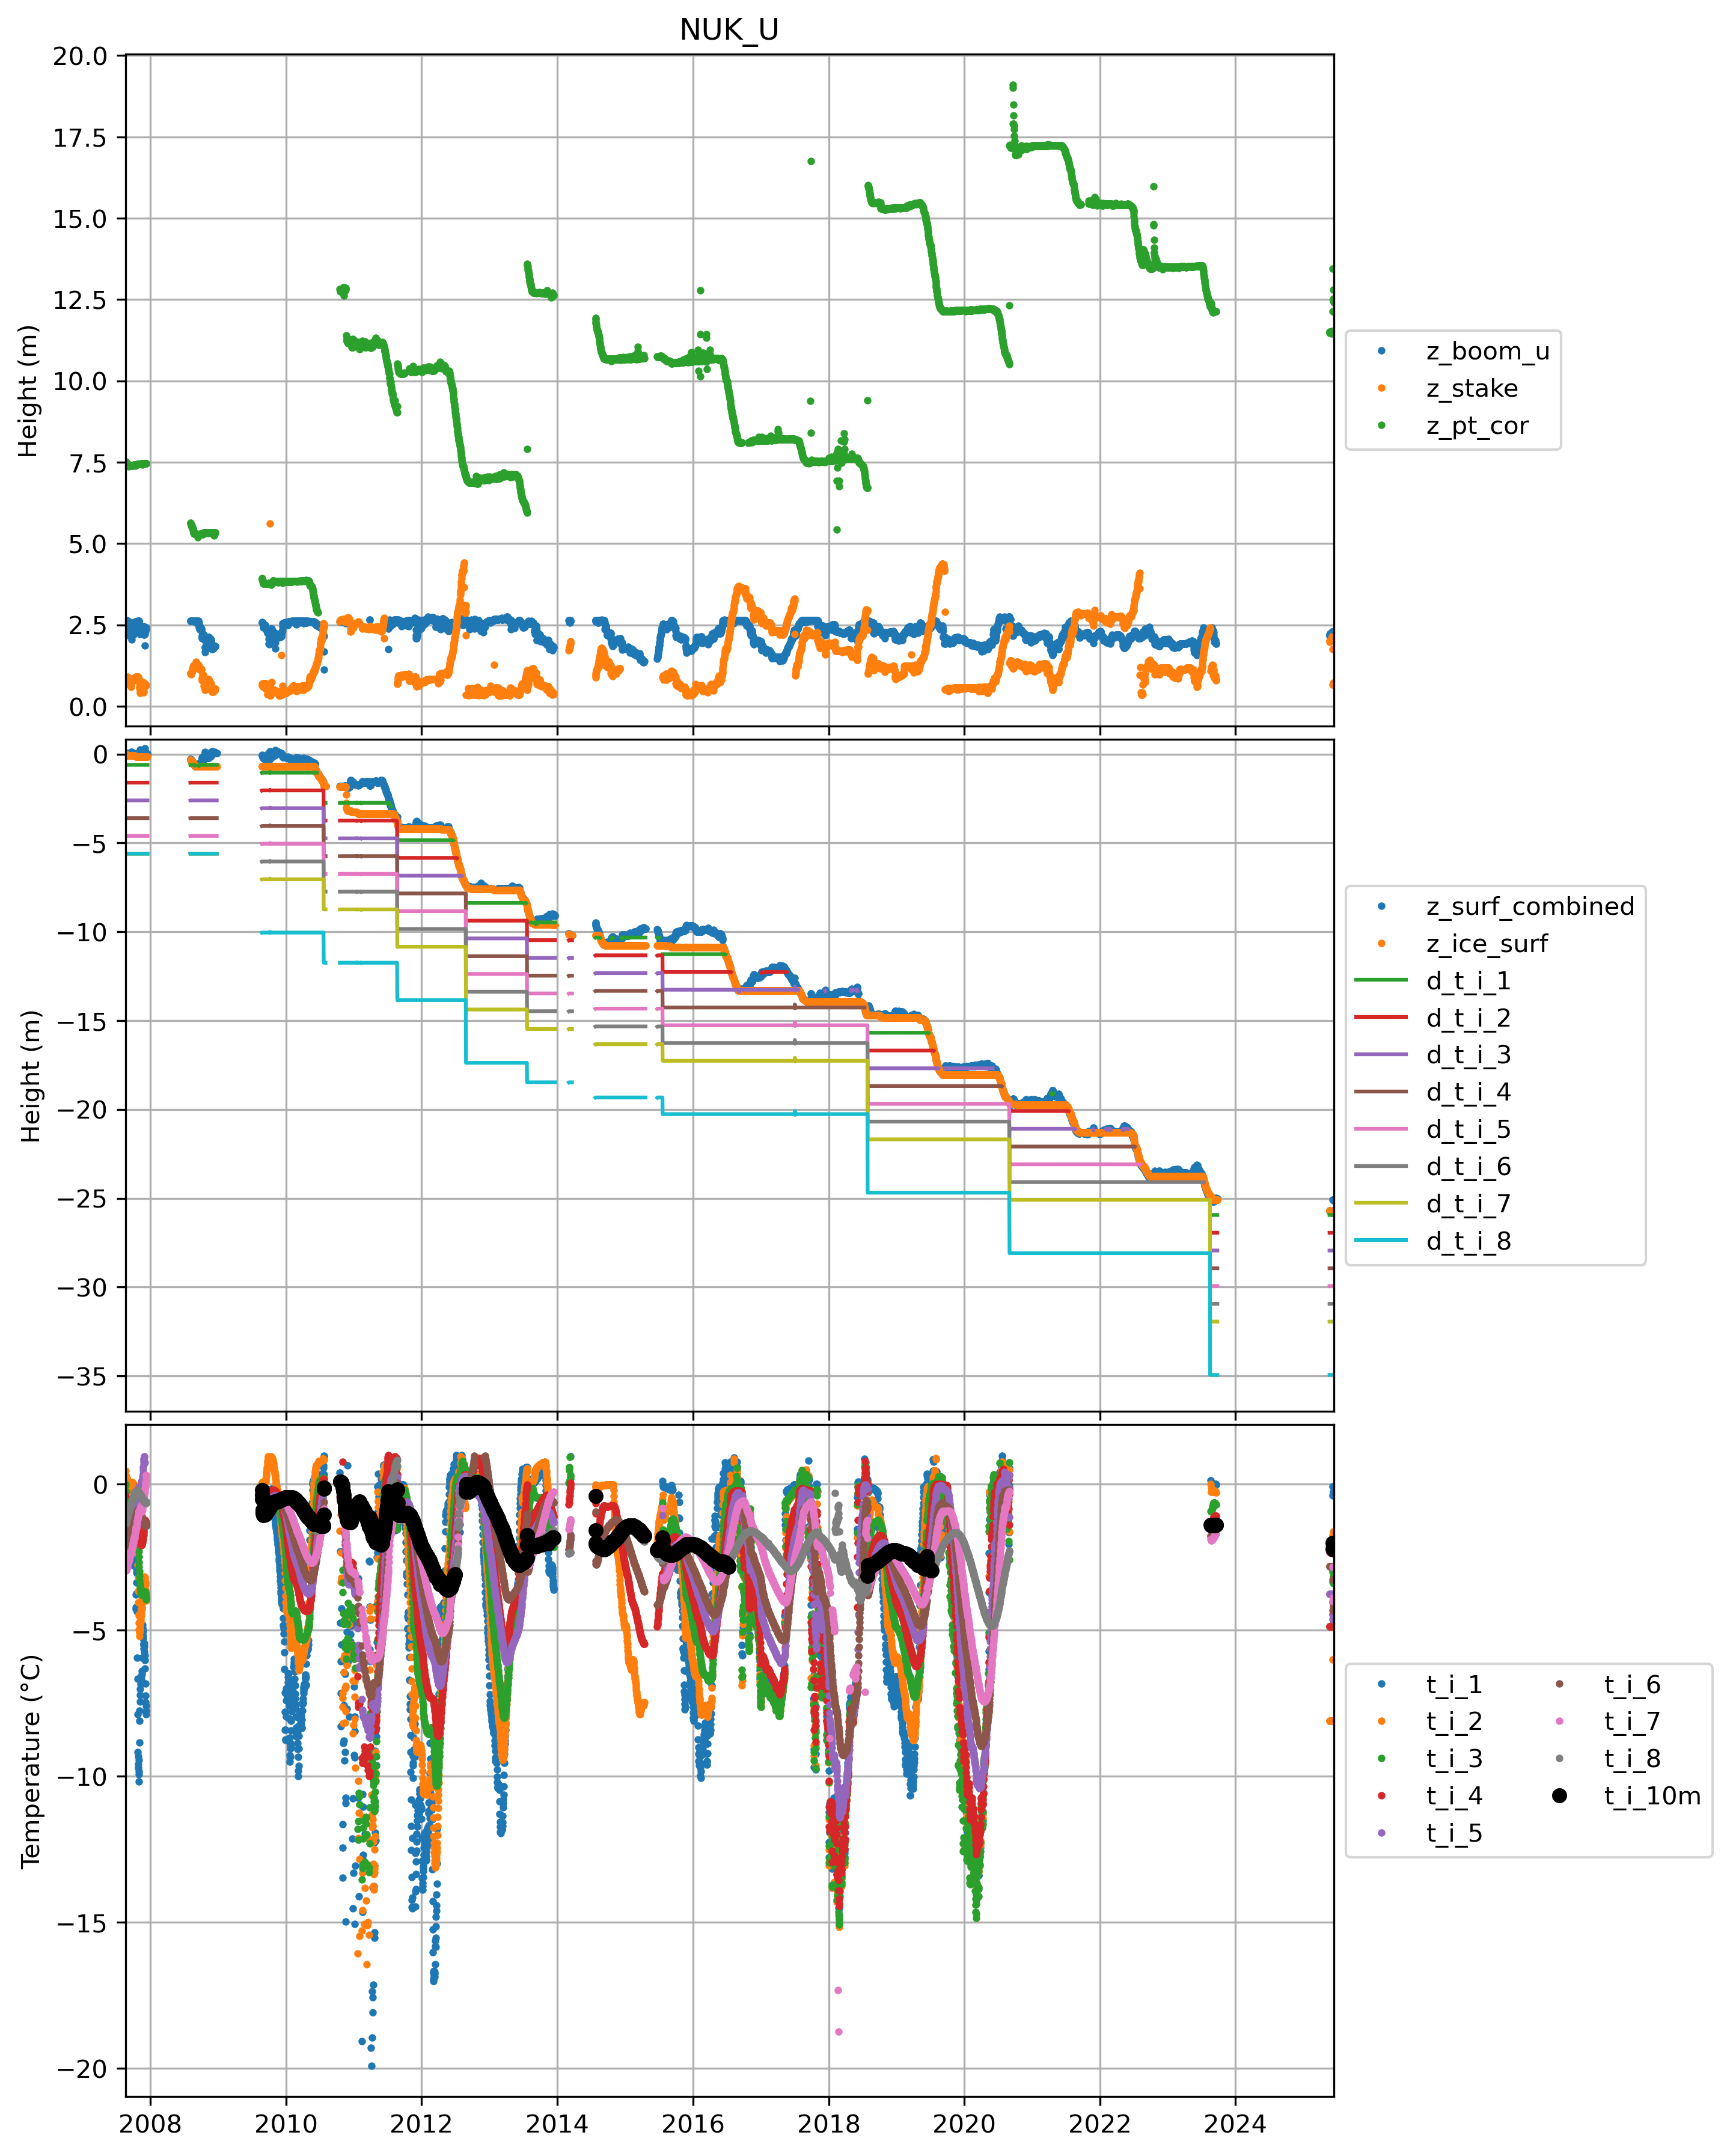 NUK_U
20.0
17.5
15.0
12.5
10.0
7.5
5.0
2.5
0.0
Height (m)
z_boom_u
z_stake
z_pt_cor
0
−5
−10
−15
−20
−25
−30
−35
Height (m)
z_surf_combined
z_ice_surf
d_t_i_1
d_t_i_2
d_t_i_3
d_t_i_4
d_t_i_5
d_t_i_6
d_t_i_7
d_t_i_8
0
−5
−10
−15
−20
Temperature (°C)
t_i_1
t_i_2
t_i_3
t_i_4
t_i_5
t_i_6
t_i_7
t_i_8
t_i_10m
2008 2010 2012 2014 2016 2018 2020 2022 2024